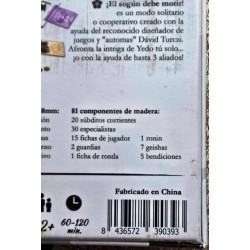 ¡El sogún debe morir!
es un modo solitario
o cooperativo creado con la
ayuda del reconocido diseñador de
juegos y "automas" Dávid Turczi.
Afronta la intriga de Yedo tú solo...
¡o con la ayuda de hasta 3 aliados!
8mm:
81 componentes de madera:
20 súbditos corrientes
30 especialistas
15 fichas de jugador
1 ronin
2 guardias
7 geishas
1 ficha de ronda
5 bendiciones
2+
60-120
min.
Fabricado en China
8 436572 390393